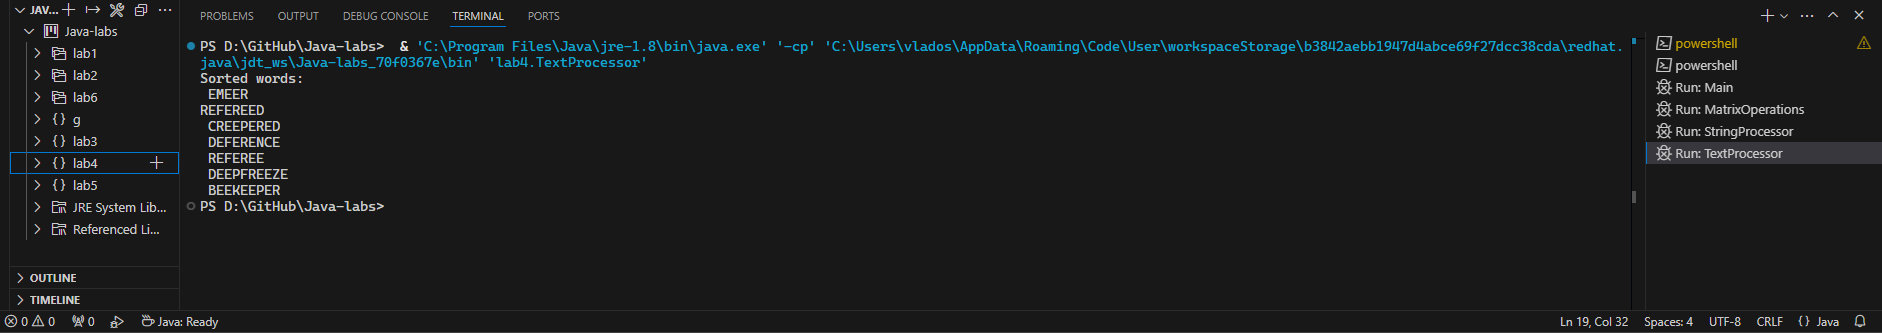 JAV...
PROBLEMS OUTPUT DEBUG CONSOLE TERMINAL PORTS
Java-labs
lab1
lab2
lab6
g
lab3
lab4
lab5
JRE System Lib...
Referenced Li...
OUTLINE
TIMELINE
PS D:\GitHub\Java-labs>  & 'C:\Program Files\Java\jre-1.8\bin\java.exe' '-cp' 'C:\Users\vlados\AppData\Roaming\Code\User\workspaceStorage\b3842aebb1947d4abce69f27dcc38cda\redhat.
java\jdt_ws\Java-labs_70f0367e\bin' 'lab4.TextProcessor'
Sorted words:
 EMEER
REFEREED
 CREEPERED
 DEFERENCE
 REFEREE
 DEEPFREEZE
 BEEKEEPER
PS D:\GitHub\Java-labs>
powershell
powershell
Run: Main
Run: MatrixOperations
Run: StringProcessor
Run: TextProcessor
0 0 0 Java: Ready Ln 19, Col 32 Spaces: 4 UTF-8 CRLF {} Java